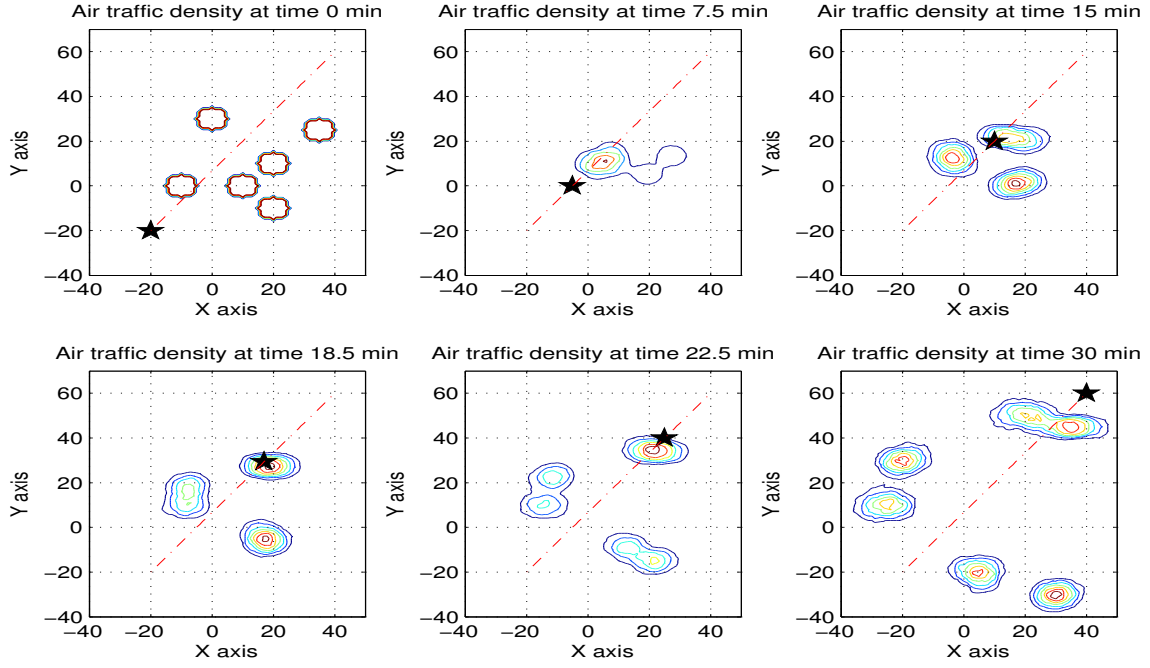 Air traffic density at time 0 min
Air traffic density at time 7.5 min
Air traffic density at time 15 min
60
40
20
0
−20
−40
Y axis
−40 −20 0 20 40
X axis
60
40
20
0
−20
−40
Y axis
−40 −20 0 20 40
X axis
60
40
20
0
−20
−40
Y axis
−40 −20 0 20 40
X axis
Air traffic density at time 18.5 min
Air traffic density at time 22.5 min
Air traffic density at time 30 min
60
40
20
0
−20
−40
Y axis
−40 −20 0 20 40
X axis
60
40
20
0
−20
−40
Y axis
−40 −20 0 20 40
X axis
60
40
20
0
−20
−40
Y axis
−40 −20 0 20 40
X axis